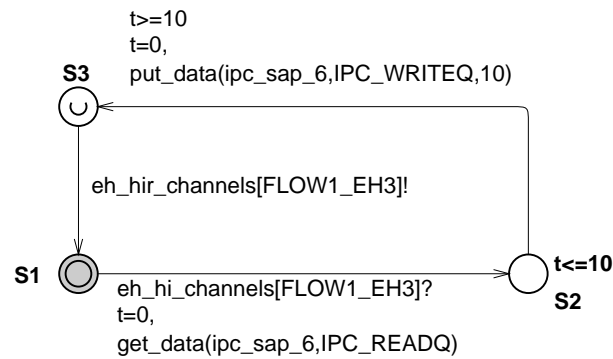 t>=10
t=0,
put_data(ipc_sap_6,IPC_WRITEQ,10)
S3
eh_hir_channels[FLOW1_EH3]!
S1
t<=10
S2
eh_hi_channels[FLOW1_EH3]?
t=0,
get_data(ipc_sap_6,IPC_READQ)